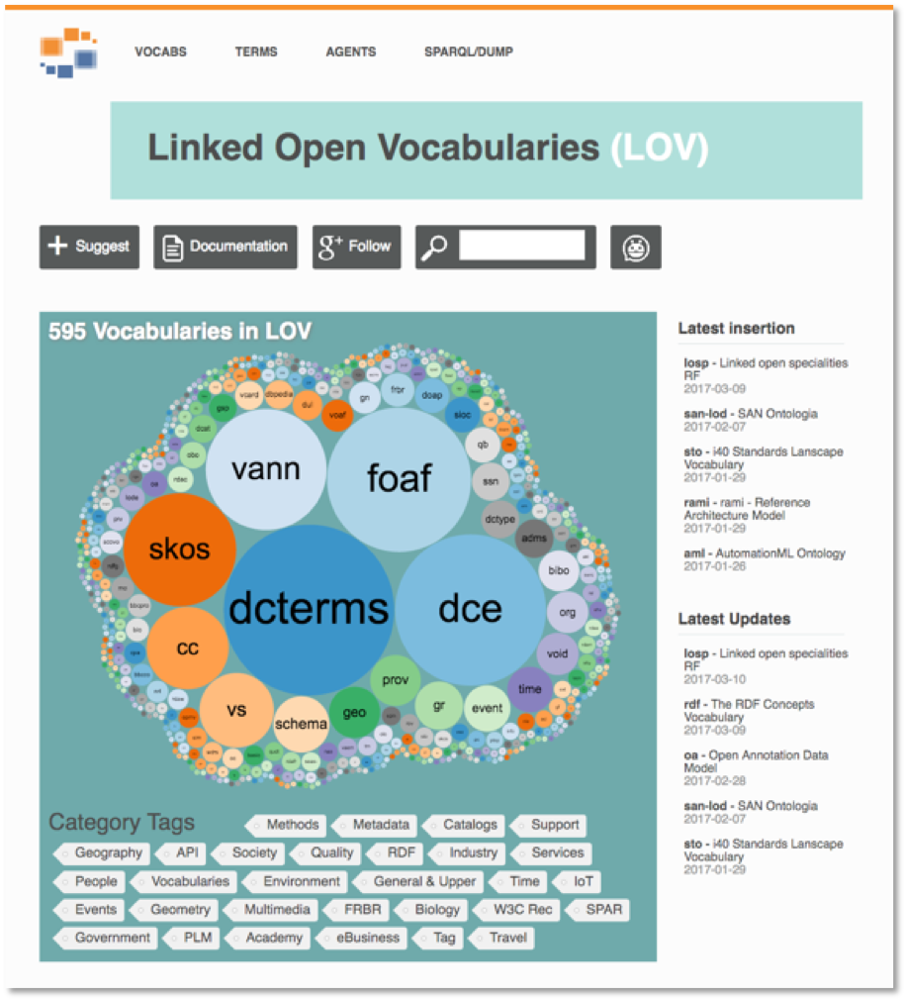 VOCABS TERMS AGENTS SPARQL/DUMP
Linked Open Vocabularies (LOV)
Suggest Documentation g+ Follow
595 Vocabularies in LOV
vcard dbpedia dul voaf gn frbr doap sioc
gso dcat qb
vann foaf
obo ssn
rdac
oa dctype
skos adms
dcterms dce bibo
org
cc void
prov time
vs schema geo gr event
Category Tags Methods Metadata Catalogs Support
Geography API Society Quality RDF Industry Services
People Vocabularies Environment General & Upper Time IoT
Events Geometry Multimedia FRBR Biology W3C Rec SPAR
Government PLM Academy eBusiness Tag Travel
Latest insertion
losp - Linked open specialities
RF
2017-03-09
san-lod - SAN Ontologia
2017-02-07
sto - i40 Standards Lanscape
Vocabulary
2017-01-29
rami - rami - Reference
Architecture Model
2017-01-29
aml - AutomationML Ontology
2017-01-26
Latest Updates
losp - Linked open specialities
RF
2017-03-10
rdf - The RDF Concepts
Vocabulary
2017-03-09
oa - Open Annotation Data
Model
2017-02-28
san-lod - SAN Ontologia
2017-02-07
sto - i40 Standards Lanscape
Vocabulary
2017-01-29